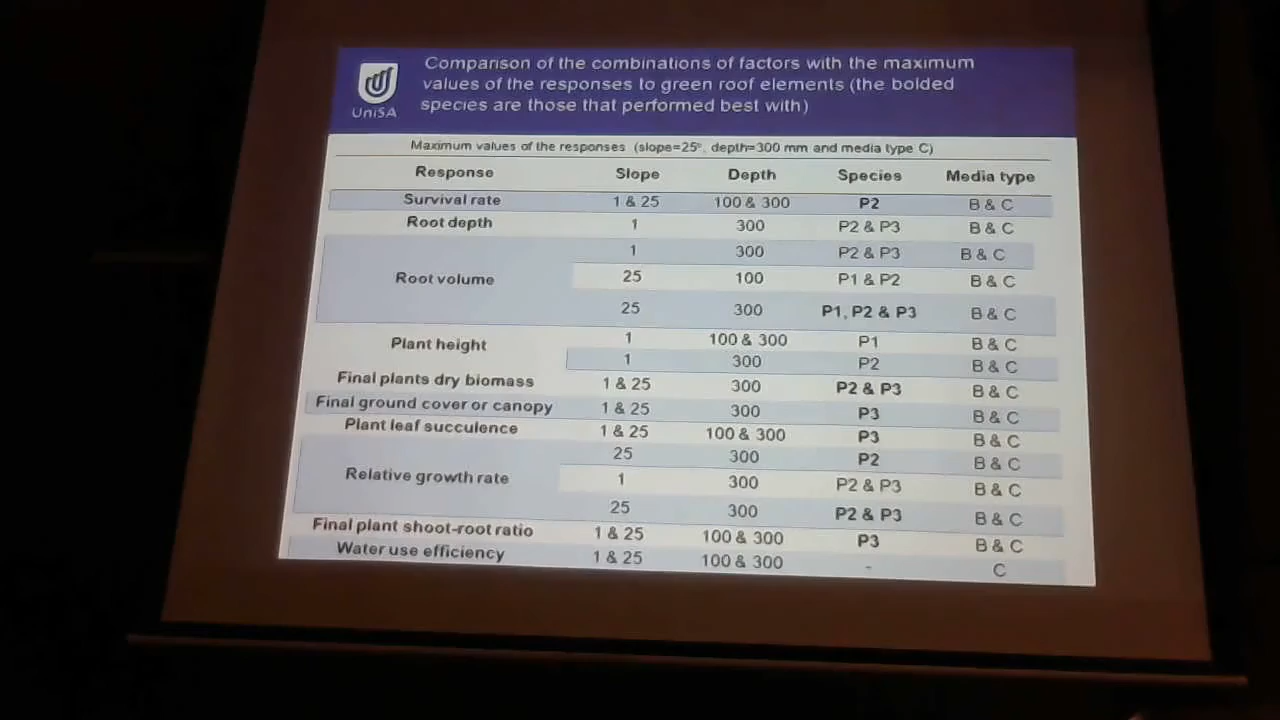 Comparison of the combinations of factors with the maximum
values of the responses to green roof elements (the bolded
species are those that performed best with)
UniSA
Maximum values of the responses (slope=25°, depth=300 mm and media type C)
Response Slope Depth Species Media type
Survival rate 1 & 25 100 & 300 P2 B & C
Root depth 1 300 P2 & P3 B & C
1 300 P2 & P3 B & C
Root volume 25 100 P1 & P2 B & C
25 300 P1, P2 & P3 B & C
Plant height 1 100 & 300 P1 B & C
1 300 P2 B & C
Final plants dry biomass 1 & 25 300 P2 & P3 B & C
Final ground cover or canopy 1 & 25 300 P3 B & C
Plant leaf succulence 1 & 25 100 & 300 P3 B & C
25 300 P2 B & C
Relative growth rate 1 300 P2 & P3 B & C
25 300 P2 & P3 B & C
Final plant shoot-root ratio 1 & 25 100 & 300 P3 B & C
Water use efficiency 1 & 25 100 & 300 - C